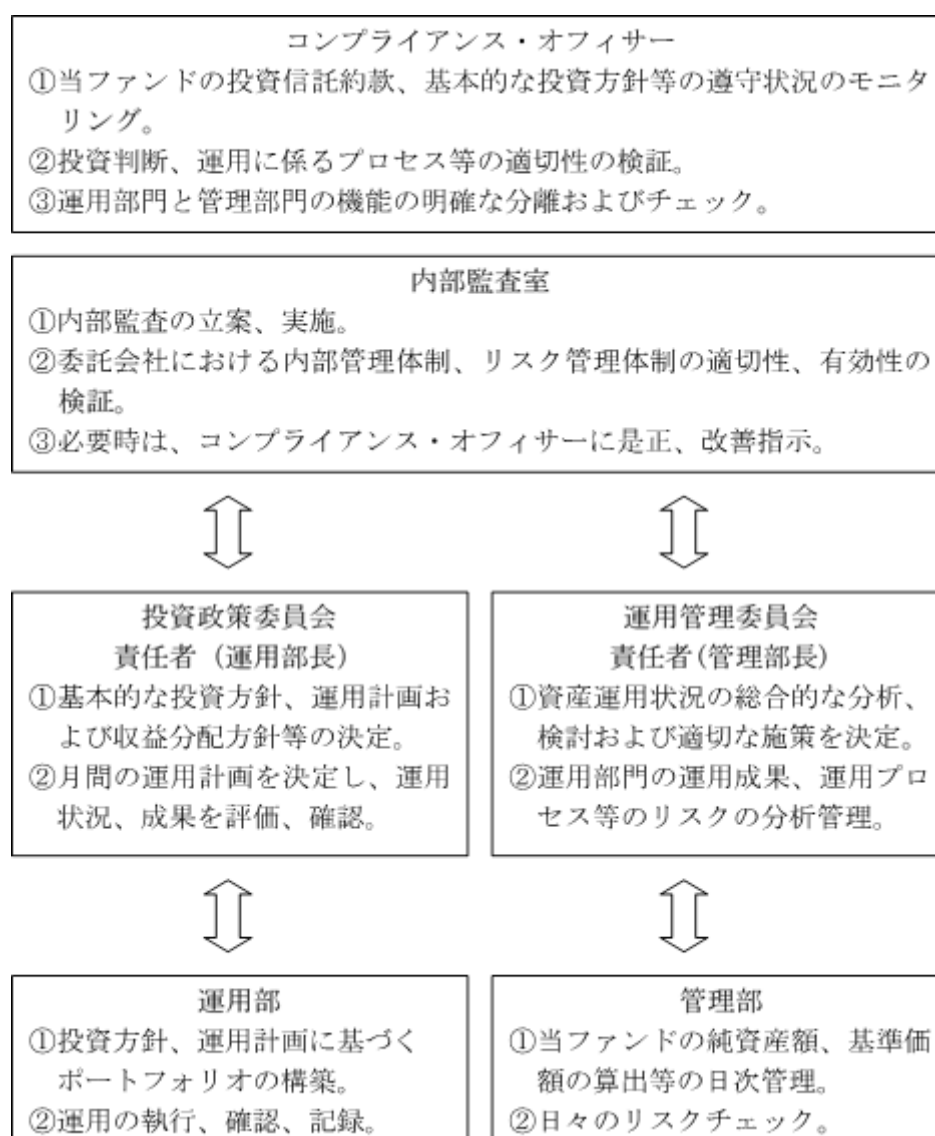 コンプライアンス・オフィサー
①当ファンドの投資信託約款、基本的な投資方針等の遵守状況のモニタ
リング。
②投資判断、運用に係るプロセス等の適切性の検証。
③運用部門と管理部門の機能の明確な分離およびチェック。
内部監査室
①内部監査の立案、実施。
②委託会社における内部管理体制、リスク管理体制の適切性、有効性の
検証。
③必要時は、コンプライアンス・オフィサーに是正、改善指示。
投資政策委員会
責任者（運用部長）
①基本的な投資方針、運用計画お
よび収益分配方針等の決定。
②月間の運用計画を決定し、運用
状況、成果を評価、確認。
運用管理委員会
責任者(管理部長)
①資産運用状況の総合的な分析、
検討および適切な施策を決定。
②運用部門の運用成果、運用プロ
セス等のリスクの分析管理。
運用部
①投資方針、運用計画に基づく
ポートフォリオの構築。
②運用の執行、確認、記録。
管理部
①当ファンドの純資産額、基準価
額の算出等の日次管理。
②日々のリスクチェック。